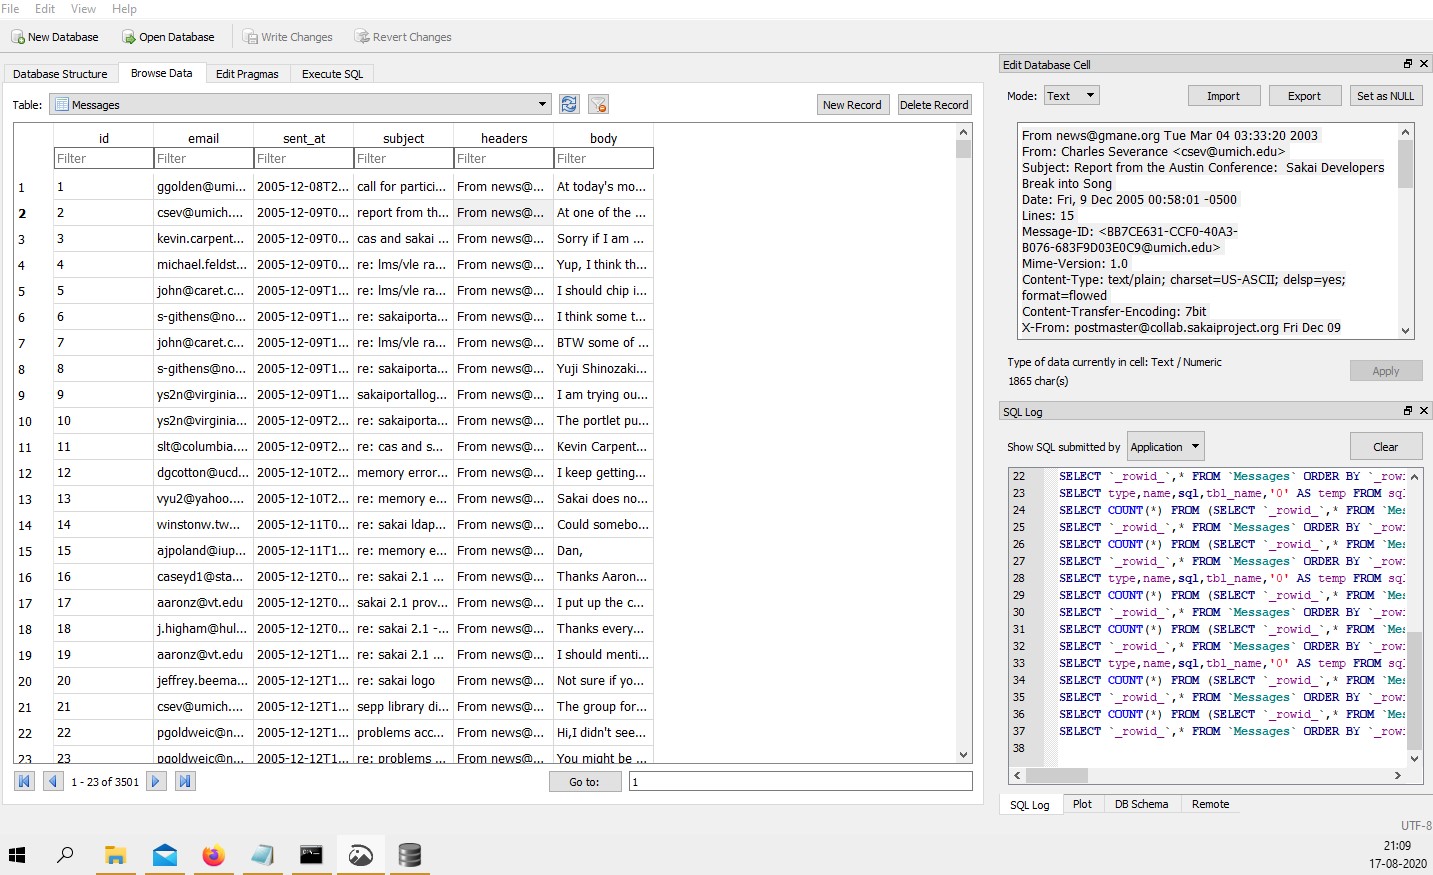 File Edit View Help
New Database Open Database Write Changes Revert Changes
Database Structure Browse Data Edit Pragmas Execute SQL
Table: Messages New Record Delete Record
id email sent_at subject headers body
Filter Filter Filter Filter Filter Filter
1 1 ggolden@umi... 2005-12-08T2... call for partici... From news@... At today's mo...
2 2 csev@umich.... 2005-12-09T0... report from th... From news@... At one of the ...
3 3 kevin.carpent... 2005-12-09T0... cas and sakai ... From news@... Sorry if I am ...
4 4 michael.feldst... 2005-12-09T0... re: lms/vle ra... From news@... Yup, I think th...
5 5 john@caret.c... 2005-12-09T1... re: lms/vle ra... From news@... I should chip i...
6 6 s-githens@no... 2005-12-09T1... re: sakaiporta... From news@... I think some t...
7 7 john@caret.c... 2005-12-09T1... re: lms/vle ra... From news@... BTW some of ...
8 8 s-githens@no... 2005-12-09T1... re: sakaiporta... From news@... Yuji Shinozaki...
9 9 ys2n@virginia... 2005-12-09T1... sakaiportallog... From news@... I am trying ou...
10 10 ys2n@virginia... 2005-12-09T2... re: sakaiporta... From news@... The portlet pu...
11 11 slt@columbia.... 2005-12-09T2... re: cas and s... From news@... Kevin Carpent...
12 12 dgcotton@ucd... 2005-12-10T2... memory error... From news@... I keep getting...
13 13 vyu2@yahoo.... 2005-12-10T2... re: memory e... From news@... Sakai does no...
14 14 winstonw.tw... 2005-12-11T0... re: sakai ldap... From news@... Could somebo...
15 15 ajpoland@iup... 2005-12-11T1... re: memory e... From news@... Dan,
16 16 caseyd1@sta... 2005-12-12T0... re: sakai 2.1 ... From news@... Thanks Aaron...
17 17 aaronz@vt.edu 2005-12-12T0... sakai 2.1 prov... From news@... I put up the c...
18 18 j.higham@hul... 2005-12-12T0... re: sakai 2.1 -... From news@... Thanks every...
19 19 aaronz@vt.edu 2005-12-12T1... re: sakai 2.1 ... From news@... I should menti...
20 20 jeffrey.beema... 2005-12-12T1... re: sakai logo From news@... Not sure if yo...
21 21 csev@umich.... 2005-12-12T1... sepp library di... From news@... The group for...
22 22 pgoldweic@n... 2005-12-12T1... problems acc... From news@... Hi,I didn't see...
23 23 pgoldweic@n... 2005-12-12T1... re: problems ... From news@... You might be ...
1 - 23 of 3501 Go to: 1
Edit Database Cell
Mode: Text Import Export Set as NULL
From news@gmane.org Tue Mar 04 03:33:20 2003
From: Charles Severance <csev@umich.edu>
Subject: Report from the Austin Conference: Sakai Developers
Break into Song
Date: Fri, 9 Dec 2005 00:58:01 -0500
Lines: 15
Message-ID: <BB7CE631-CCF0-40A3-
B076-683F9D03E0C9@umich.edu>
Mime-Version: 1.0
Content-Type: text/plain; charset=US-ASCII; delsp=yes;
format=flowed
Content-Transfer-Encoding: 7bit
X-From: postmaster@collab.sakaiproject.org Fri Dec 09
Type of data currently in cell: Text / Numeric
1865 char(s)
Apply
SQL Log
Show SQL submitted by Application Clear
22 SELECT `_rowid_`,* FROM `Messages` ORDER BY `_rowi
23 SELECT type,name,sql,tbl_name,'0' AS temp FROM sql
24 SELECT COUNT(*) FROM (SELECT `_rowid_`,* FROM `Mes
25 SELECT `_rowid_`,* FROM `Messages` ORDER BY `_rowi
26 SELECT COUNT(*) FROM (SELECT `_rowid_`,* FROM `Mes
27 SELECT `_rowid_`,* FROM `Messages` ORDER BY `_rowi
28 SELECT type,name,sql,tbl_name,'0' AS temp FROM sql
29 SELECT COUNT(*) FROM (SELECT `_rowid_`,* FROM `Mes
30 SELECT `_rowid_`,* FROM `Messages` ORDER BY `_rowi
31 SELECT COUNT(*) FROM (SELECT `_rowid_`,* FROM `Mes
32 SELECT `_rowid_`,* FROM `Messages` ORDER BY `_rowi
33 SELECT type,name,sql,tbl_name,'0' AS temp FROM sql
34 SELECT COUNT(*) FROM (SELECT `_rowid_`,* FROM `Mes
35 SELECT `_rowid_`,* FROM `Messages` ORDER BY `_rowi
36 SELECT COUNT(*) FROM (SELECT `_rowid_`,* FROM `Mes
37 SELECT `_rowid_`,* FROM `Messages` ORDER BY `_rowi
38
SQL Log Plot DB Schema Remote
UTF-8
21:09
17-08-2020